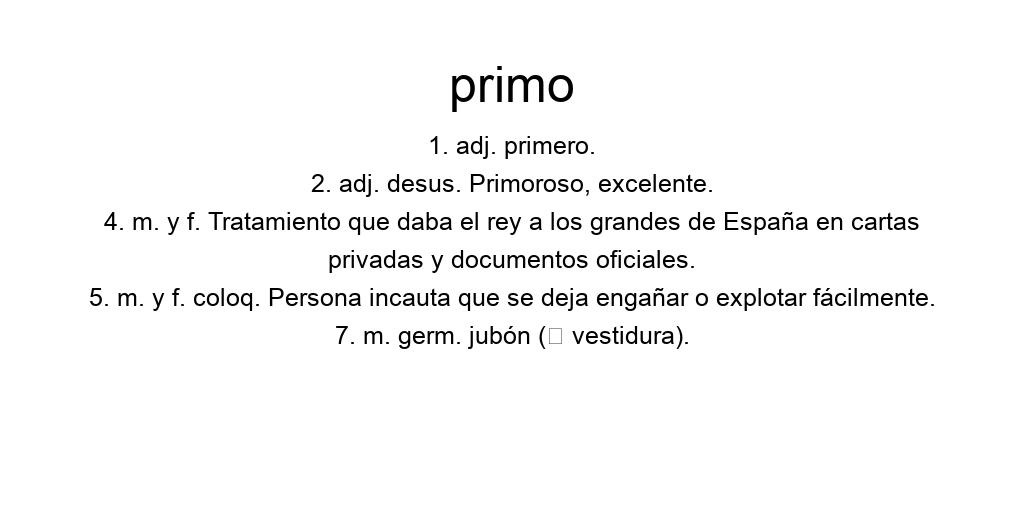 primo
1. adj. primero.
2. adj. desus. Primoroso, excelente.
4. m. y f. Tratamiento que daba el rey a los grandes de España en cartas
privadas y documentos oficiales.
5. m. y f. coloq. Persona incauta que se deja engañar o explotar fácilmente.
7. m. germ. jubón (□ vestidura).